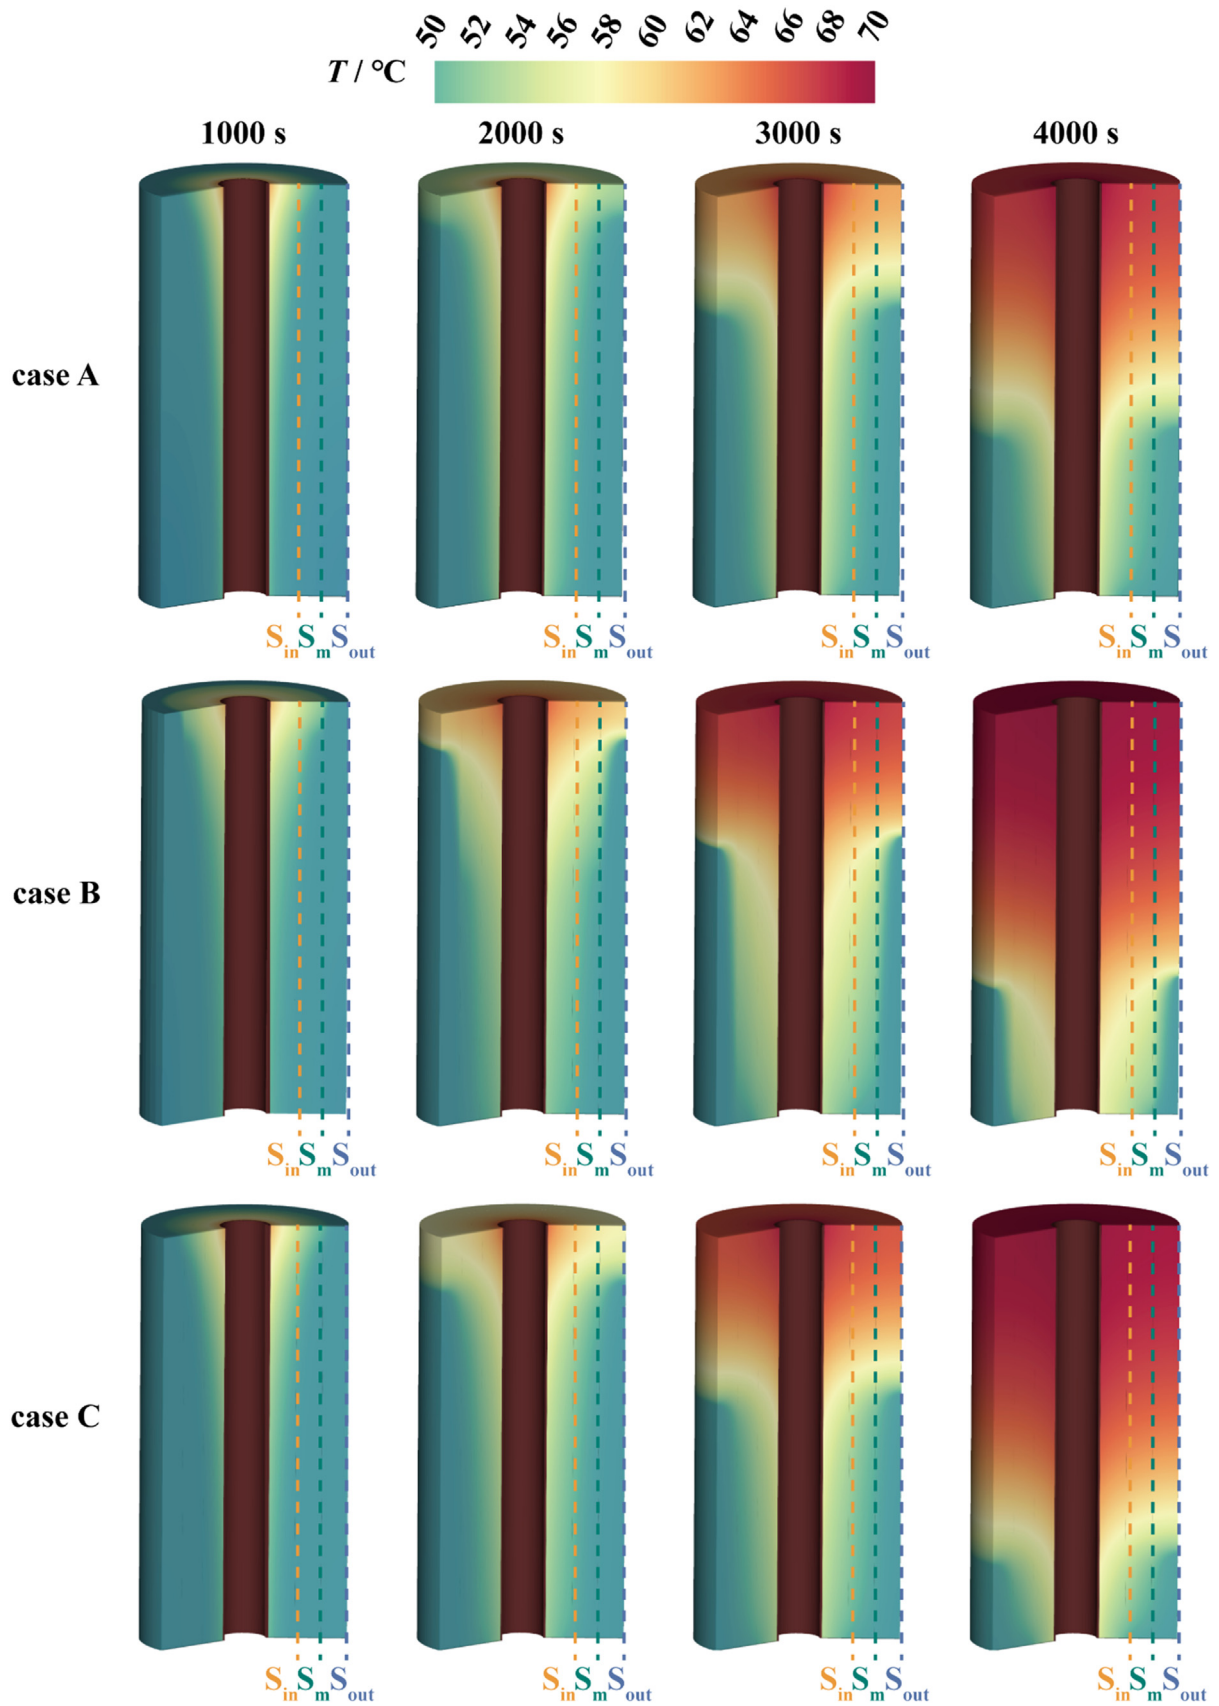 50 52 54 56 58 60 62 64 66 68 70
T / °C
1000 s 2000 s 3000 s 4000 s
case A
S_in S_m S_out S_in S_m S_out S_in S_m S_out S_in S_m S_out
case B
S_in S_m S_out S_in S_m S_out S_in S_m S_out S_in S_m S_out
case C
S_in S_m S_out S_in S_m S_out S_in S_m S_out S_in S_m S_out